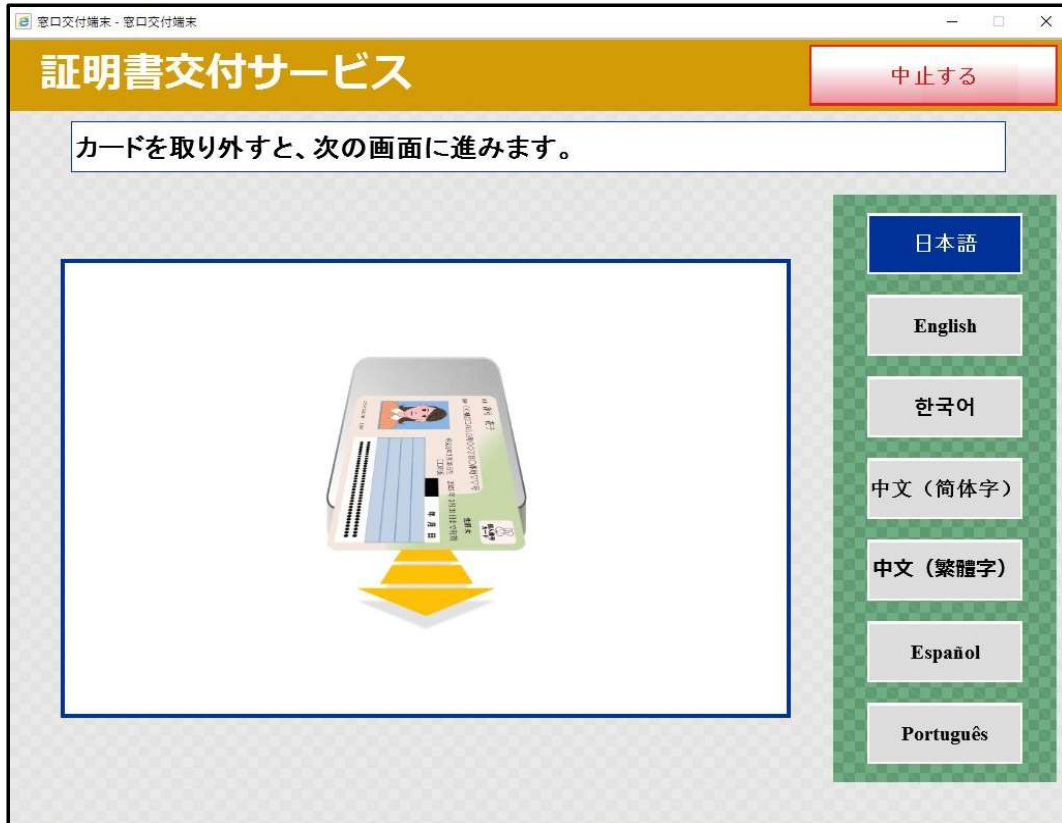 窓口交付端末 - 窓口交付端末
証明書交付サービス
中止する
カードを取り外すと、次の画面に進みます。
日本語
English
한국어
中文（简体字）
中文（繁體字）
Español
Português
年月日